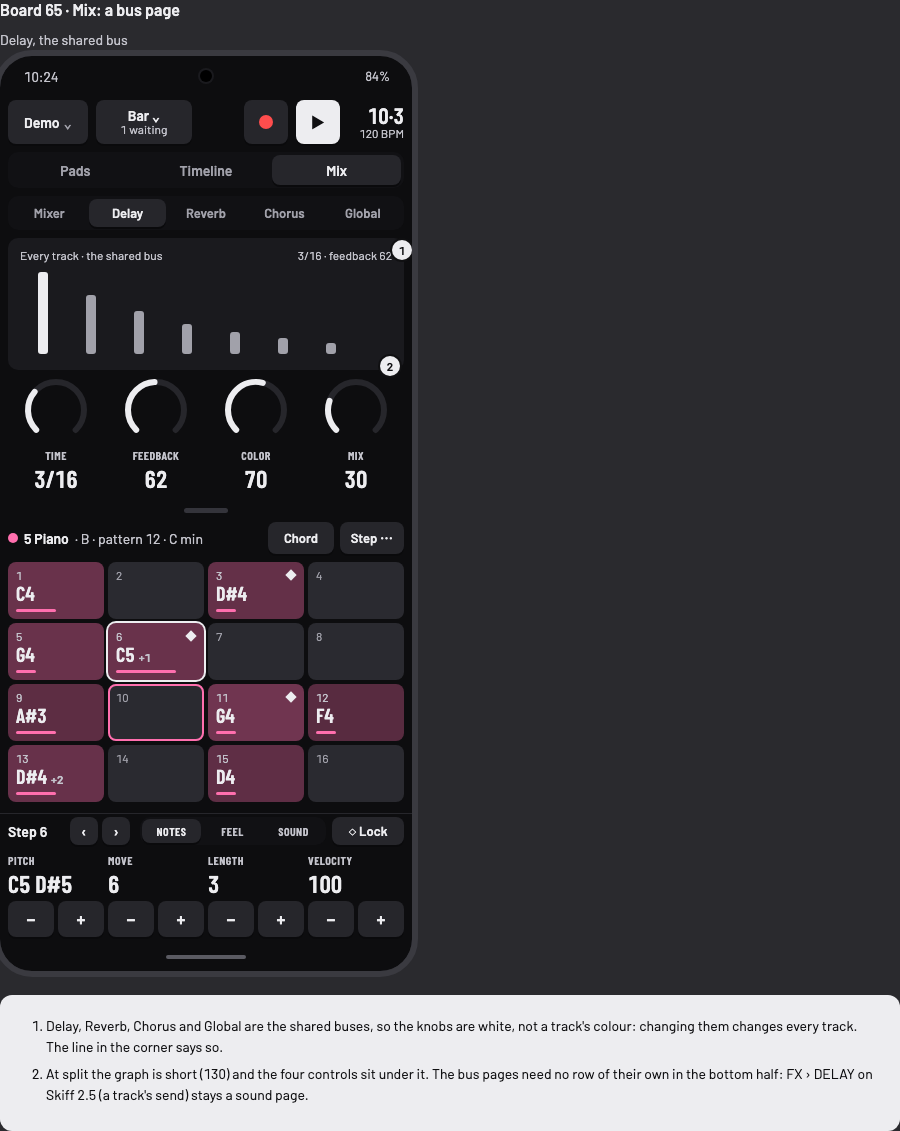 Board 65 · Mix: a bus page
Delay, the shared bus
10:24
84%
Demo
Bar
1 waiting
10·3
120 BPM
Pads
Timeline
Mix
Mixer
Delay
Reverb
Chorus
Global
Every track · the shared bus
3/16 · feedback 62
1
2
TIME
FEEDBACK
COLOR
MIX
3/16
62
70
30
5 Piano · B · pattern 12 · C min
Chord
Step ···
1
C4
2
3
D#4
4
5
G4
6
C5 +1
7
8
9
A#3
10
11
G4
12
F4
13
D#4 +2
14
15
D4
16
Step 6
‹
›
NOTES
FEEL
SOUND
◇ Lock
PITCH
MOVE
LENGTH
VELOCITY
C5 D#5
6
3
100
− + − + − + − +
1. Delay, Reverb, Chorus and Global are the shared buses, so the knobs are white, not a track's colour: changing them changes every track.
The line in the corner says so.
2. At split the graph is short (130) and the four controls sit under it. The bus pages need no row of their own in the bottom half: FX › DELAY on
Skiff 2.5 (a track's send) stays a sound page.